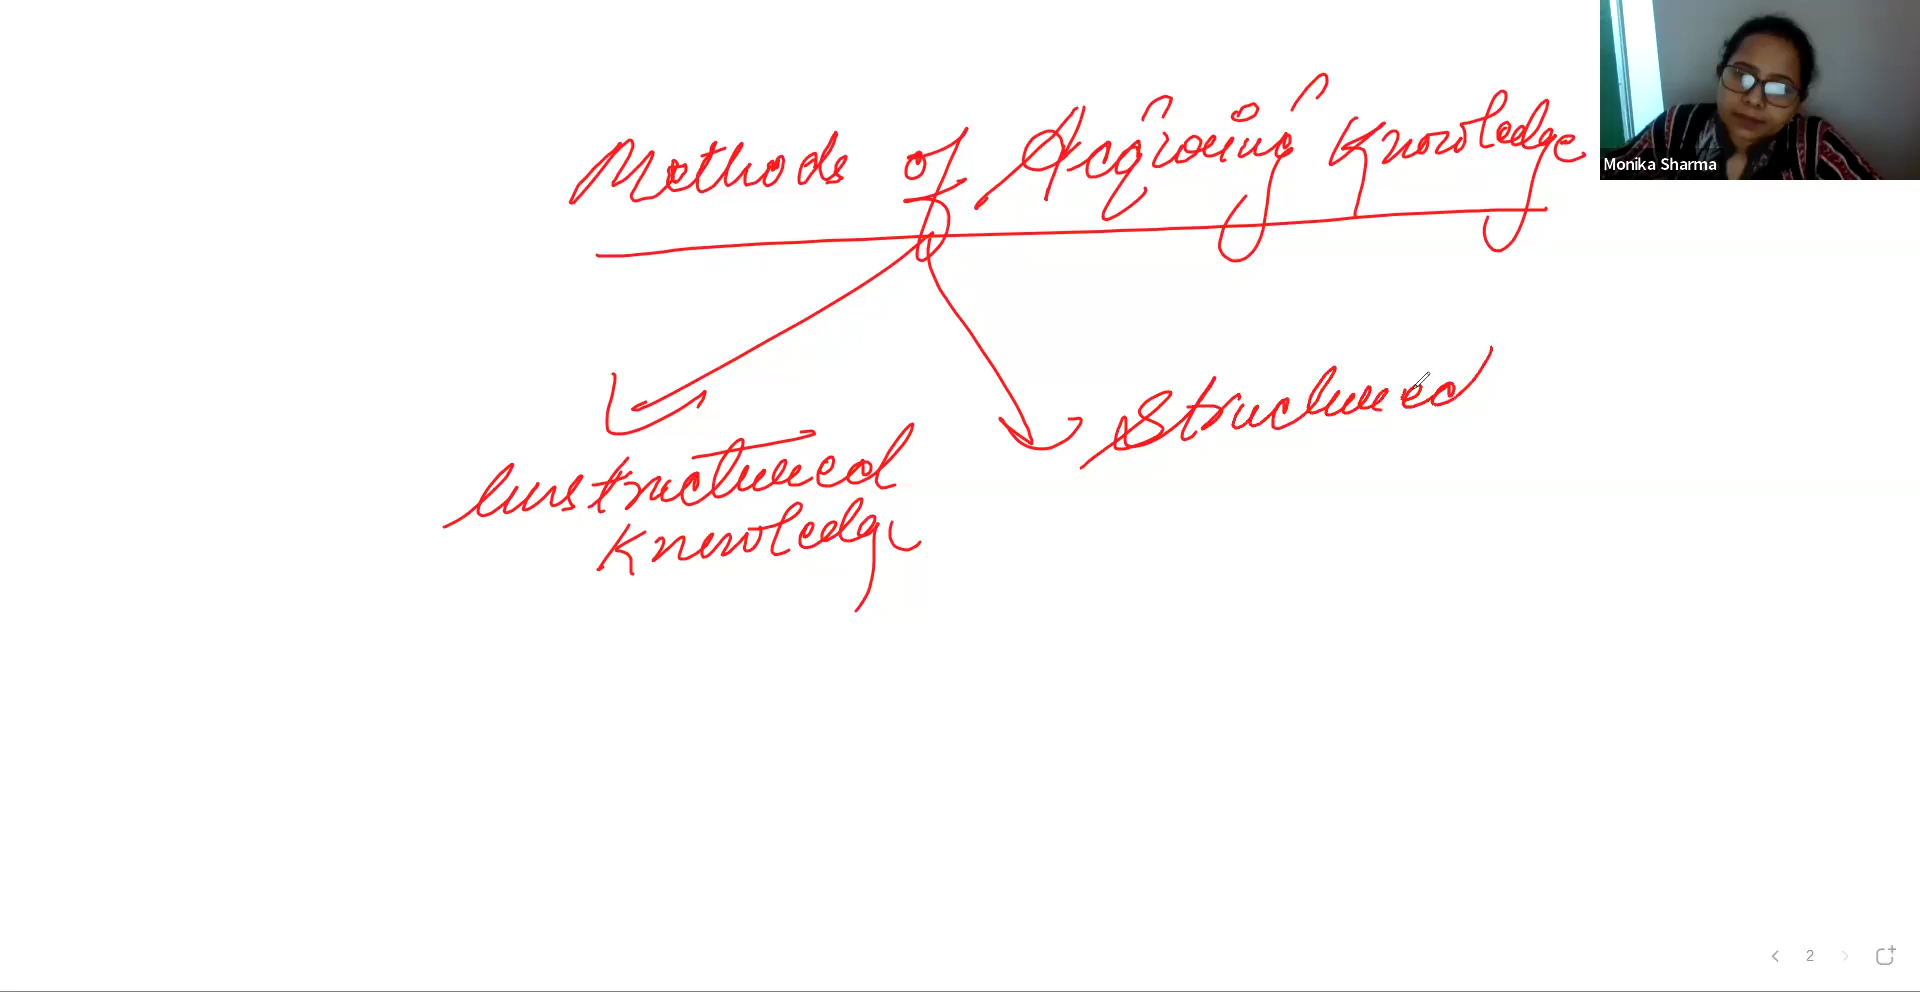 Methods of Acquiring Knowledge
Monika Sharma
Structured
Unstructured
Knowledge
2